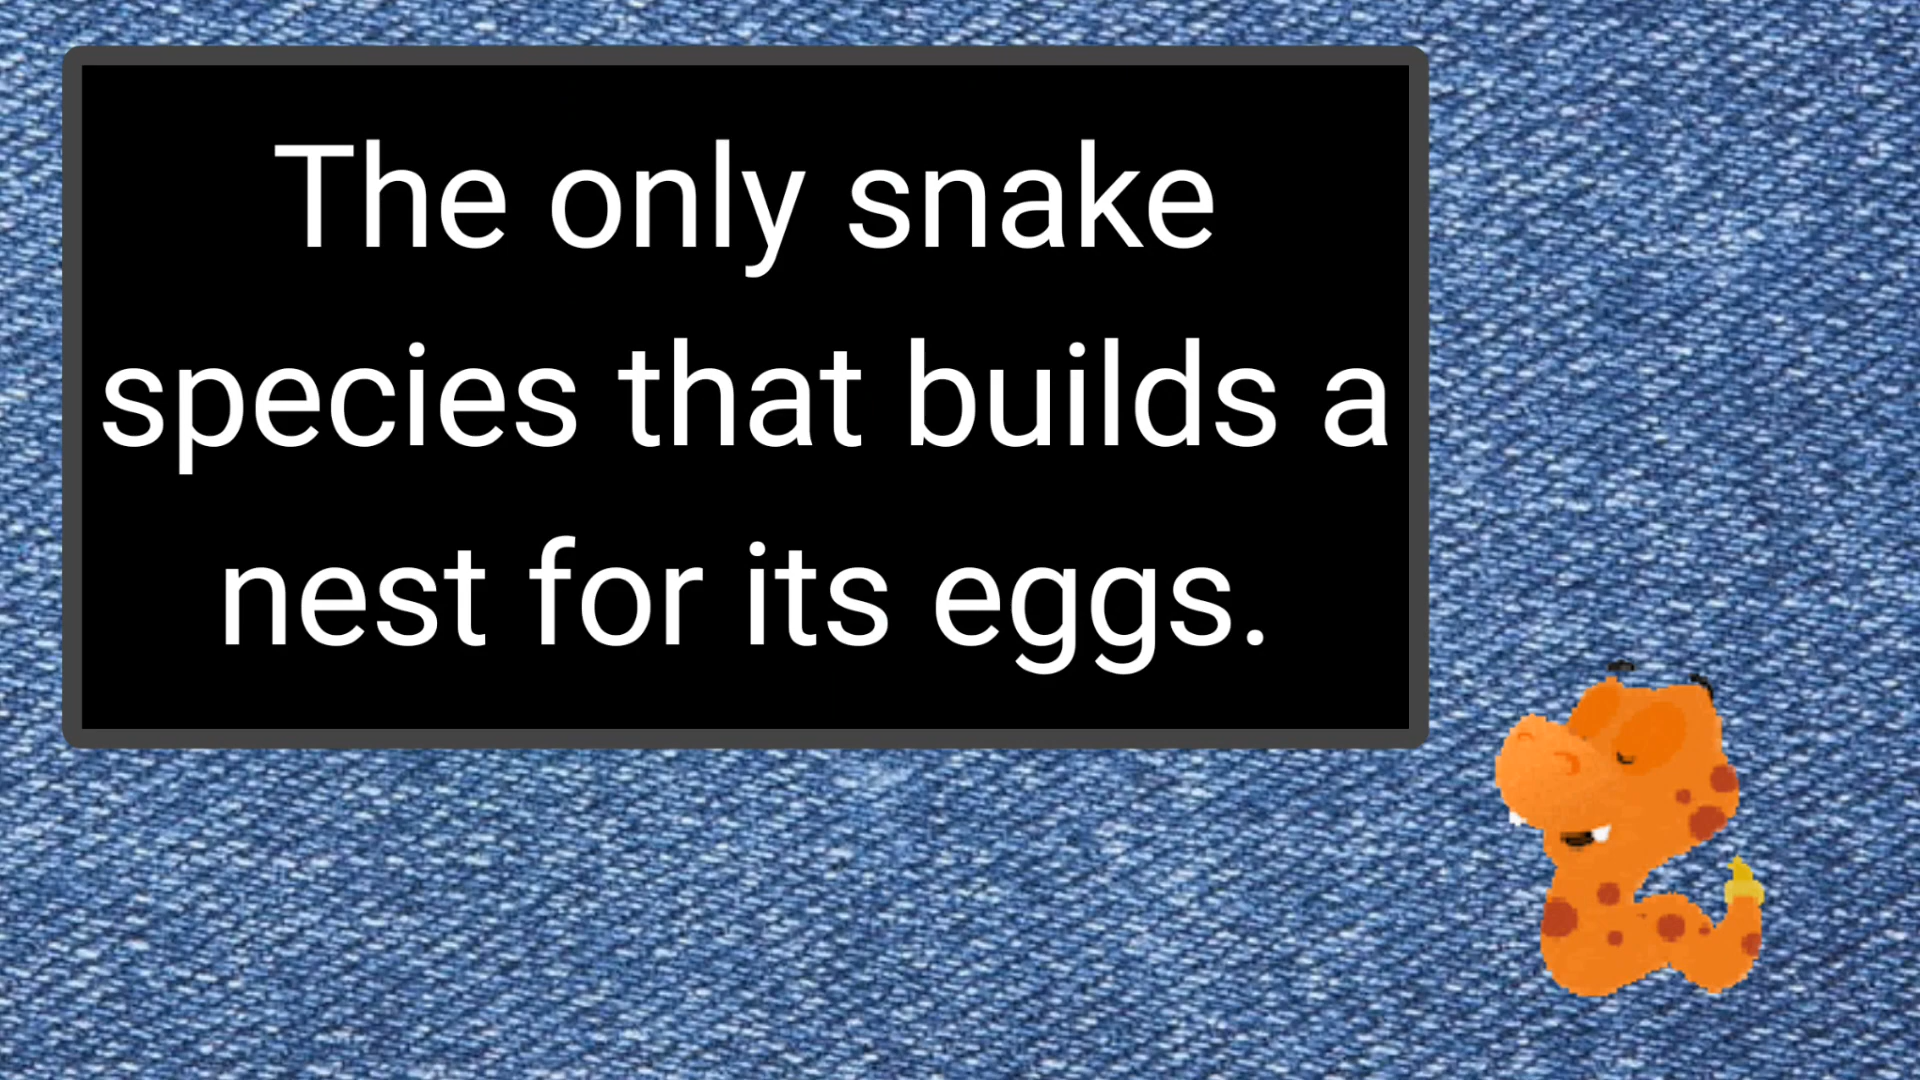 The only snake
species that builds a
nest for its eggs.